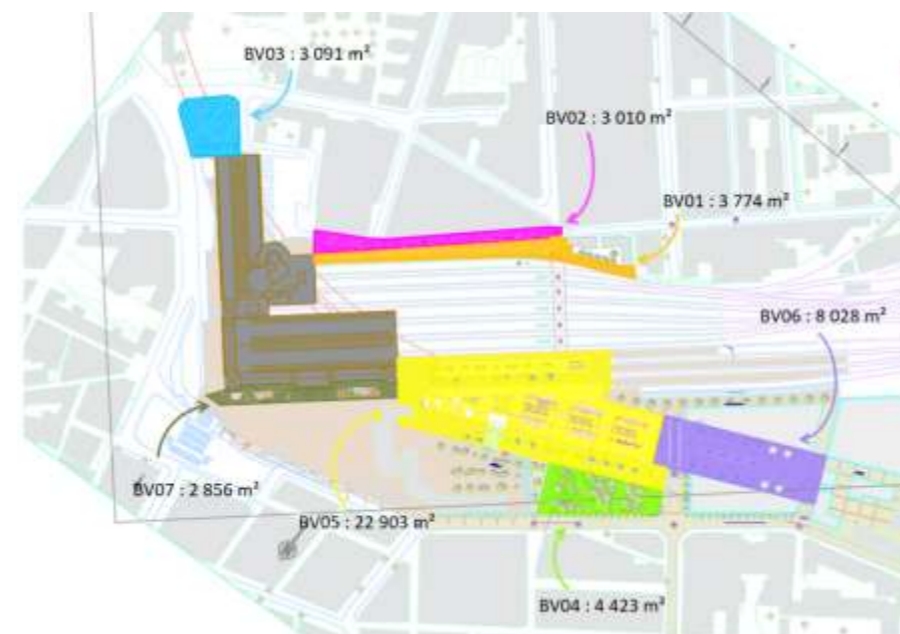 BV03 : 3 091 m²
BV02 : 3 010 m²
BV01 : 3 774 m²
BV06 : 8 028 m²
BV07 : 2 856 m²
BV05 : 22 903 m²
BV04 : 4 423 m²